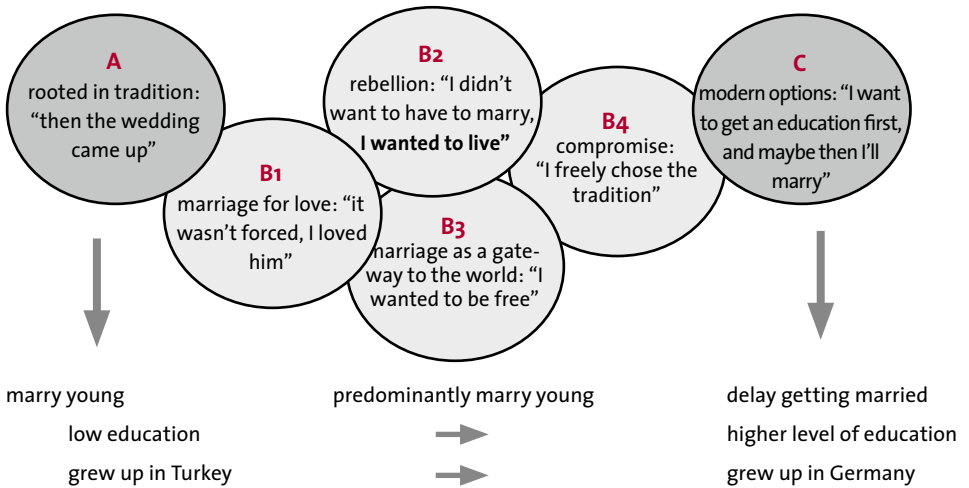 A
rooted in tradition:
“then the wedding
came up”
B1
marriage for love: “it
wasn’t forced, I loved
him”
B2
rebellion: “I didn’t
want to have to marry,
I wanted to live”
B3
marriage as a gate-
way to the world: “I
wanted to be free”
B4
compromise:
“I freely chose the
tradition”
C
modern options: “I want
to get an education first,
and maybe then I’ll
marry”
marry young
predominantly marry young
delay getting married
low education
higher level of education
grew up in Turkey
grew up in Germany